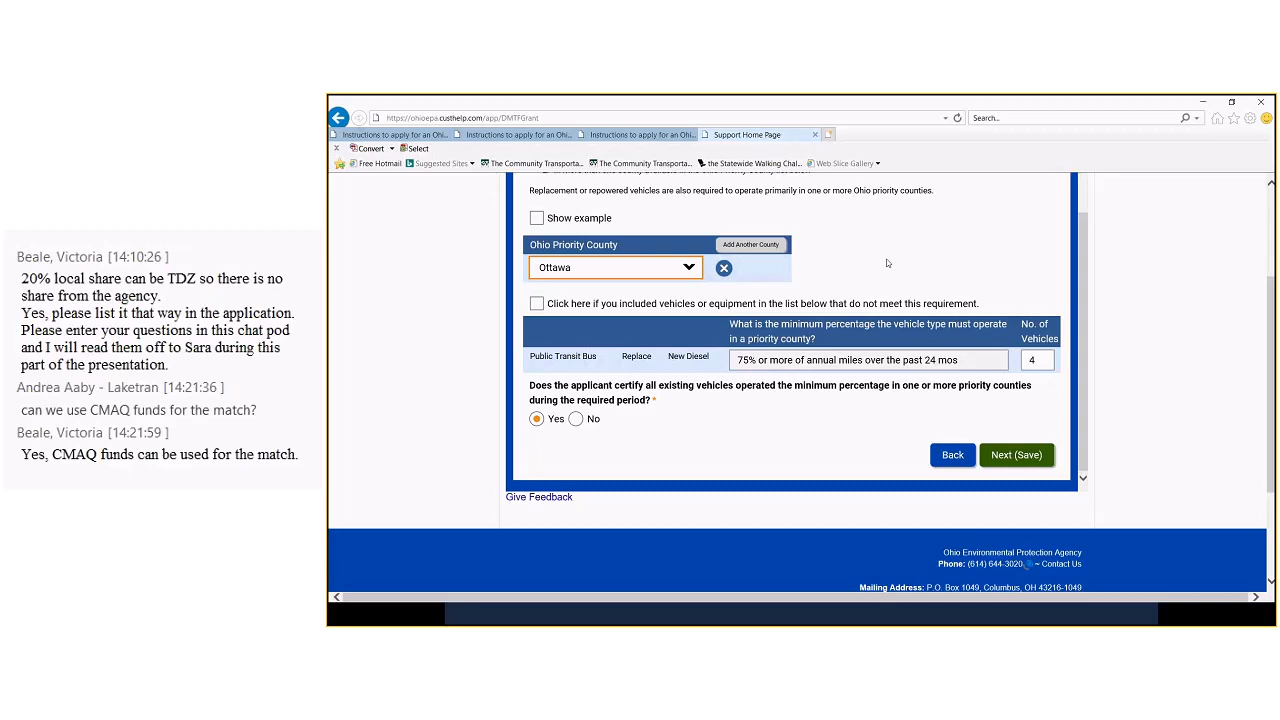 Beale, Victoria [14:10:26 ]
20% local share can be TDZ so there is no
share from the agency.
Yes, please list it that way in the application.
Please enter your questions in this chat pod
and I will read them off to Sara during this
part of the presentation.
Andrea Aaby - Laketran [14:21:36 ]
can we use CMAQ funds for the match?
Beale, Victoria [14:21:59 ]
Yes, CMAQ funds can be used for the match.
https://ohioepa.custhelp.com/app/DMTFGrant
Search...
Instructions to apply for an Ohi...
Instructions to apply for an Ohi...
Instructions to apply for an Ohi...
Support Home Page
x Convert Select
Free Hotmail Suggested Sites The Community Transporta... The Community Transporta... the Statewide Walking Chal... Web Slice Gallery
Replacement or repowered vehicles are also required to operate primarily in one or more Ohio priority counties.
Show example
Ohio Priority County Add Another County
Ottawa
Click here if you included vehicles or equipment in the list below that do not meet this requirement.
What is the minimum percentage the vehicle type must operate
in a priority county?
No. of
Vehicles
Public Transit Bus Replace New Diesel 75% or more of annual miles over the past 24 mos 4
Does the applicant certify all existing vehicles operated the minimum percentage in one or more priority counties
during the required period? *
Yes No
Back Next (Save)
Give Feedback
Ohio Environmental Protection Agency
Phone: (614) 644-3020 ~ Contact Us
Mailing Address: P.O. Box 1049, Columbus, OH 43216-1049